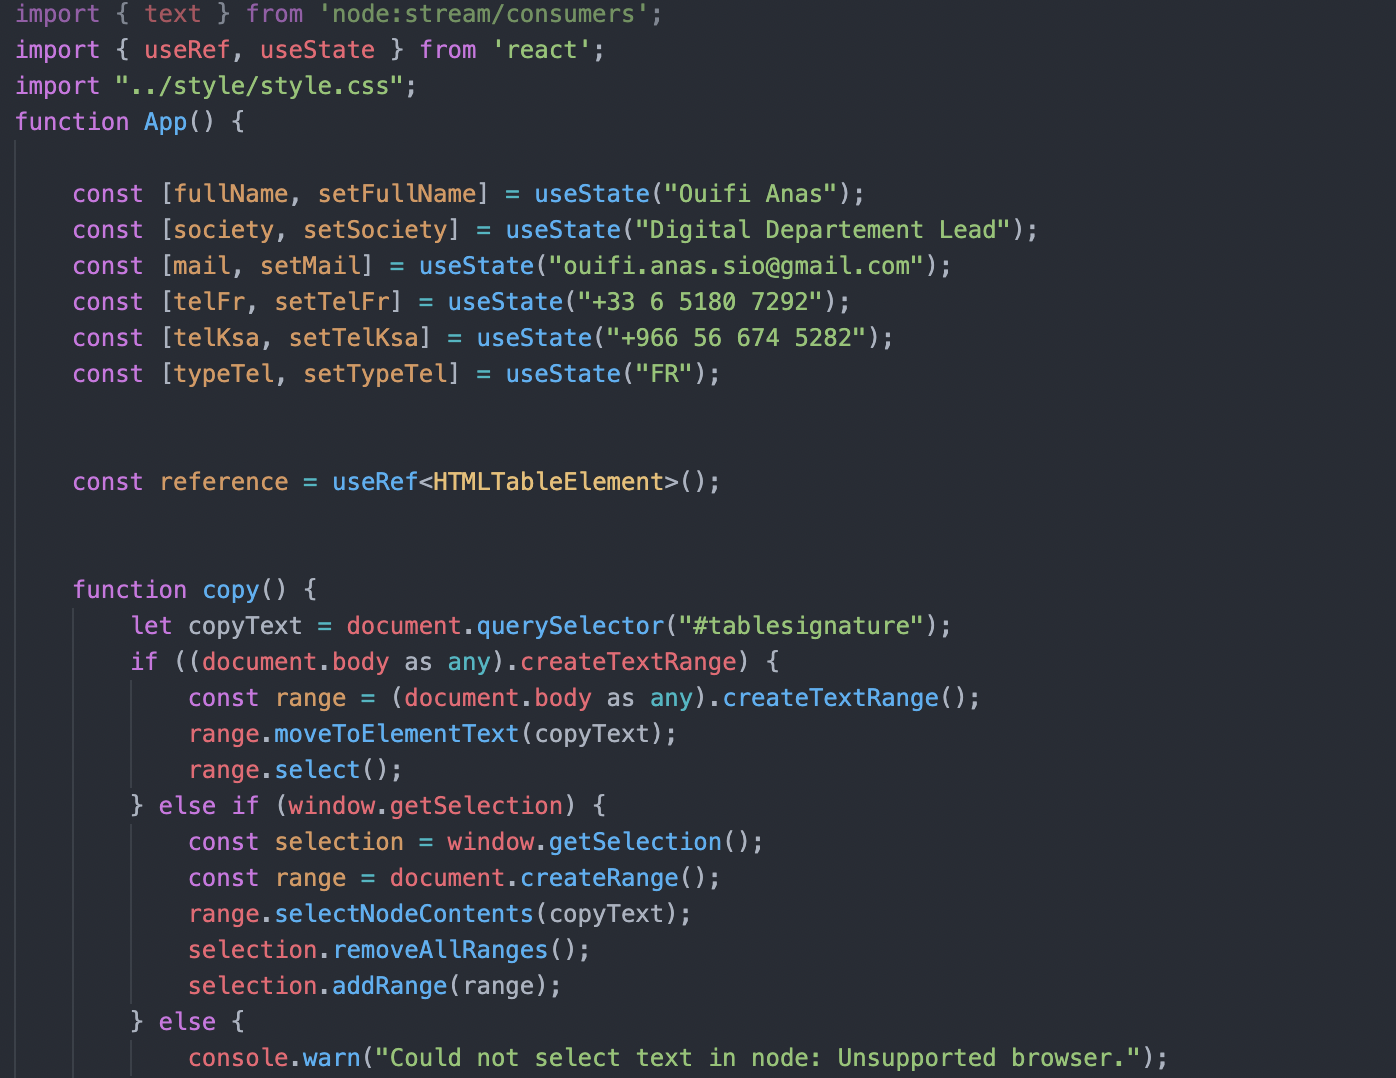 import { text } from 'node:stream/consumers';
import { useRef, useState } from 'react';
import "../style/style.css";
function App() {
const [fullName, setFullName] = useState("Ouifi Anas");
const [society, setSociety] = useState("Digital Departement Lead");
const [mail, setMail] = useState("ouifi.anas.sio@gmail.com");
const [telFr, setTelFr] = useState("+33 6 5180 7292");
const [telKsa, setTelKsa] = useState("+966 56 674 5282");
const [typeTel, setTypeTel] = useState("FR");
const reference = useRef<HTMLTableElement>();
function copy() {
let copyText = document.querySelector("#tablesignature");
if ((document.body as any).createTextRange) {
const range = (document.body as any).createTextRange();
range.moveToElementText(copyText);
range.select();
} else if (window.getSelection) {
const selection = window.getSelection();
const range = document.createRange();
range.selectNodeContents(copyText);
selection.removeAllRanges();
selection.addRange(range);
} else {
console.warn("Could not select text in node: Unsupported browser.");